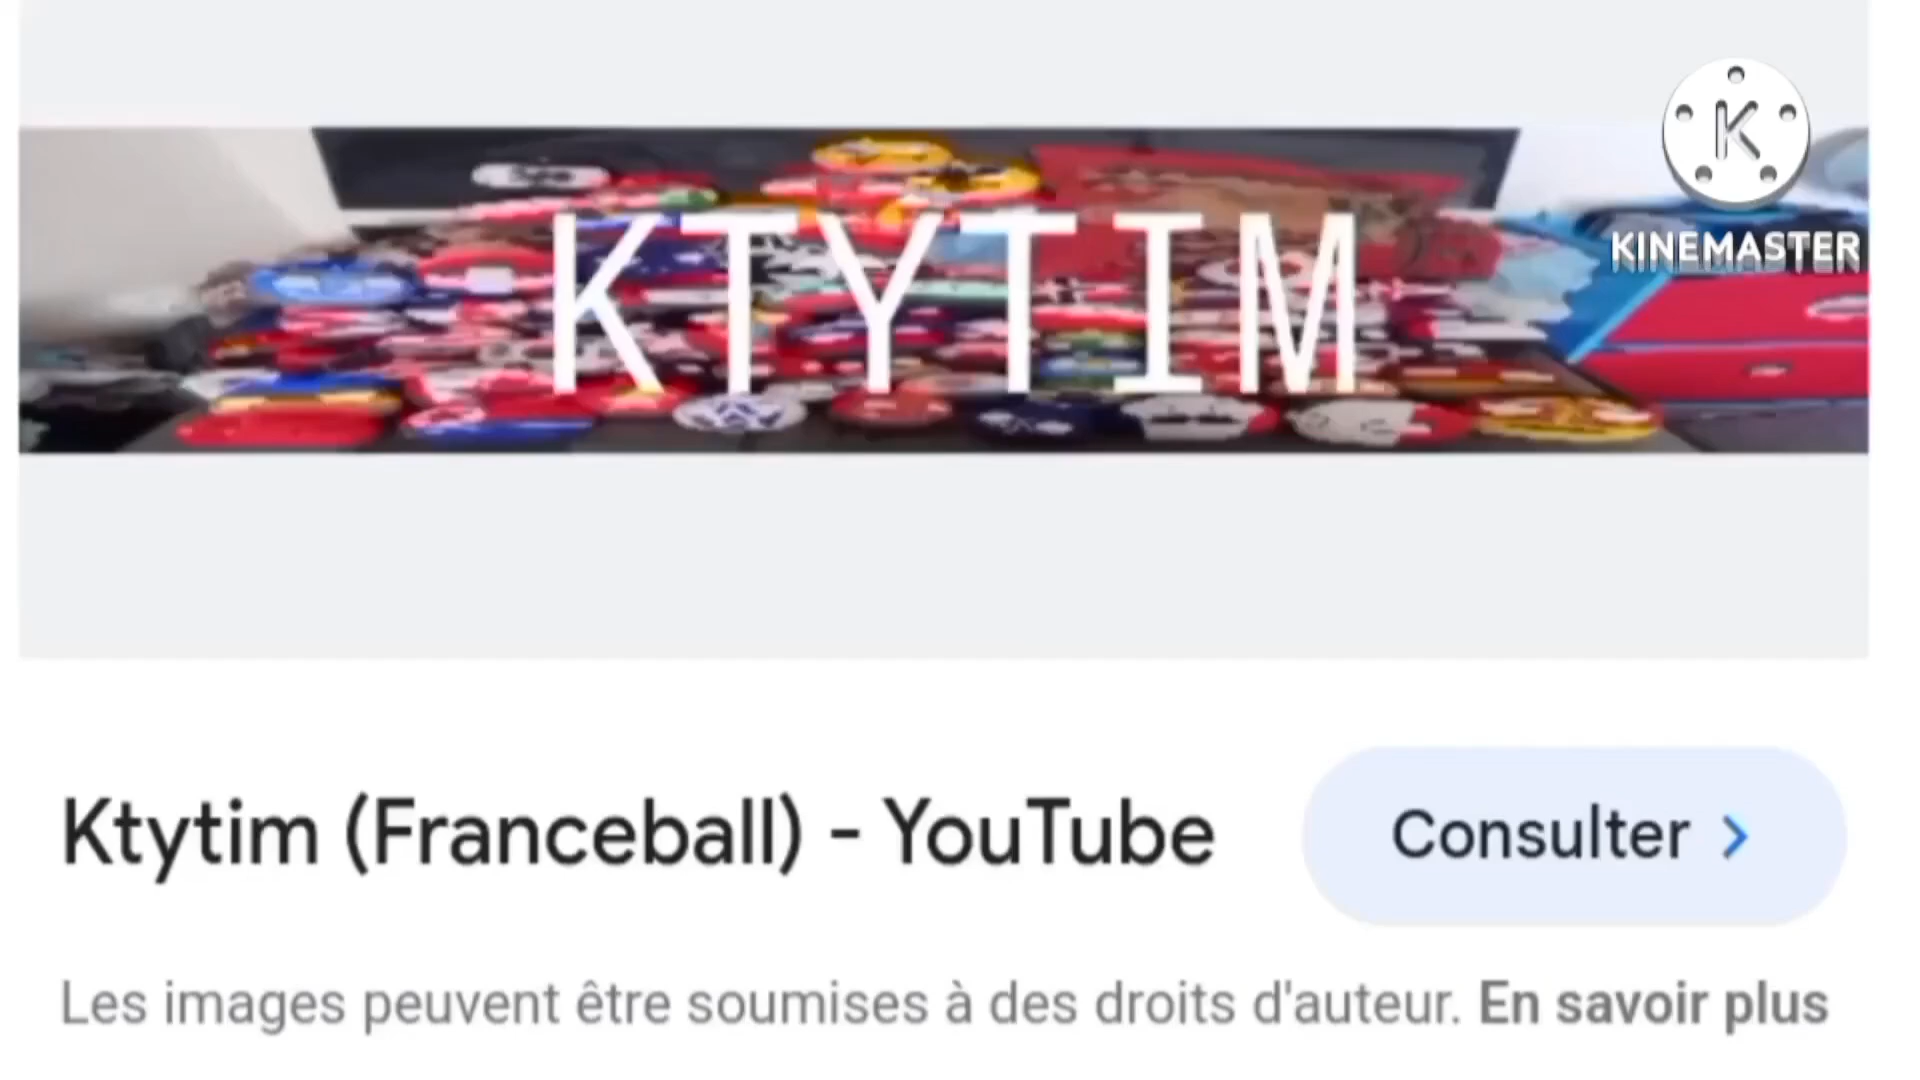 K
KINEMASTER
KTYTIM
Ktytim (Franceball) - YouTube
Consulter
Les images peuvent être soumises à des droits d'auteur. En savoir plus